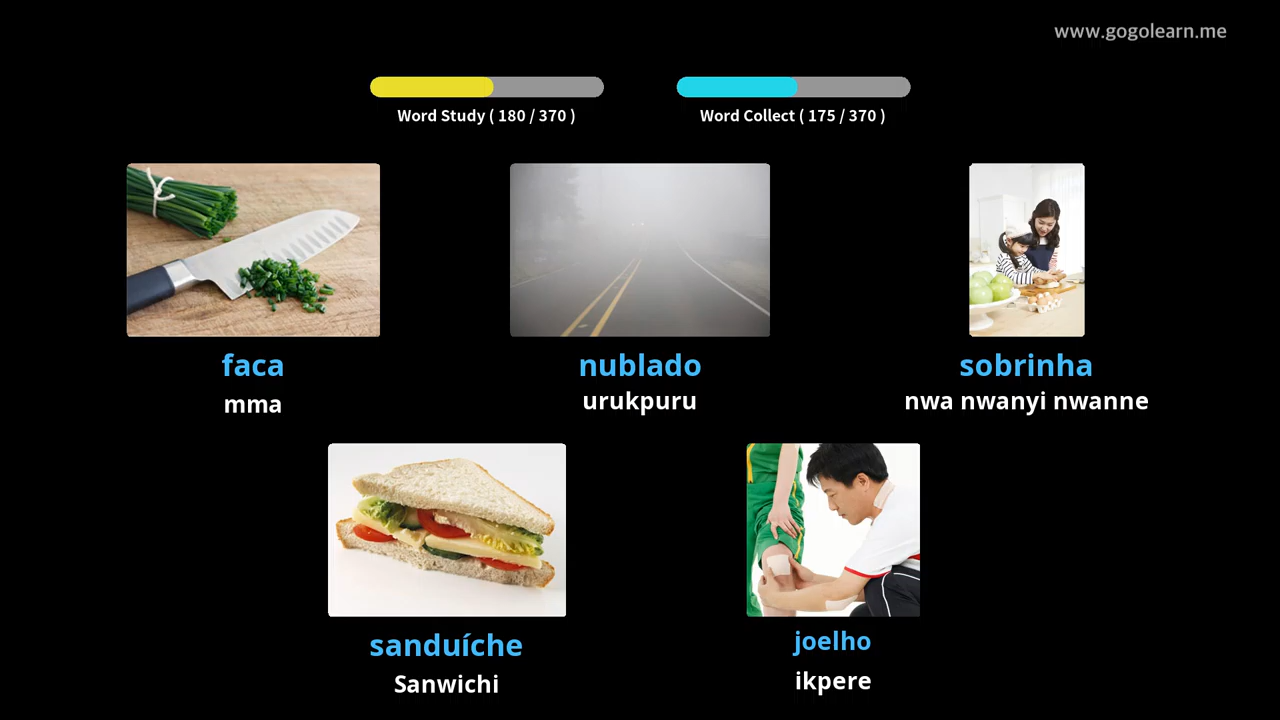 www.gogolearn.me
Word Study ( 180 / 370 )
Word Collect ( 175 / 370 )
faca
mma
nublado
urukpuru
sobrinha
nwa nwanyi nwanne
sanduíche
Sanwichi
joelho
ikpere